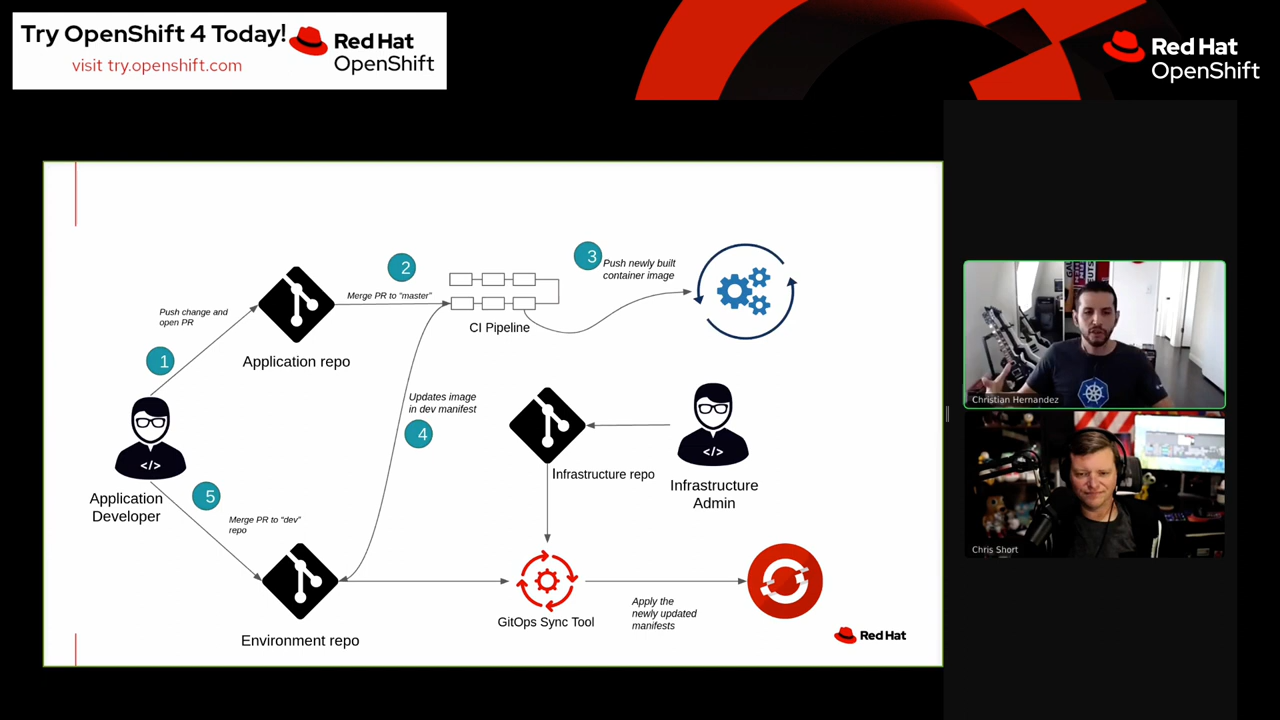 Try OpenShift 4 Today!
visit try.openshift.com
Red Hat
OpenShift
Red Hat
OpenShift
1
Push change and
open PR
Application repo
2
Merge PR to "master"
CI Pipeline
3
Push newly built
container image
Updates image
in dev manifest
4
Application
Developer
5
Merge PR to "dev"
repo
Environment repo
Infrastructure repo
Infrastructure
Admin
GitOps Sync Tool
Apply the
newly updated
manifests
</>
</>
Red Hat
Christian Hernandez
Chris Short